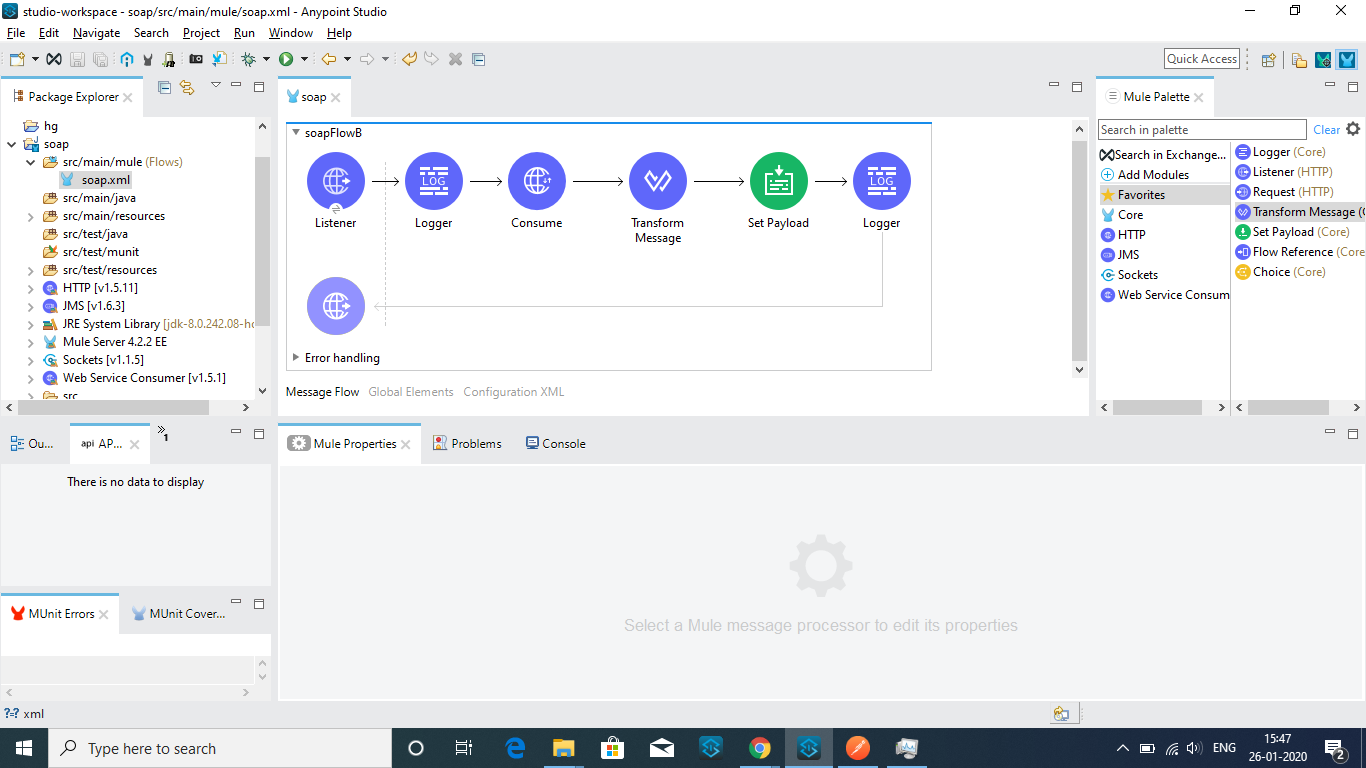 studio-workspace - soap/src/main/mule/soap.xml - Anypoint Studio
File Edit Navigate Search Project Run Window Help
Quick Access
Package Explorer
hg
soap
src/main/mule (Flows)
soap.xml
src/main/java
src/main/resources
src/test/java
src/test/munit
src/test/resources
HTTP [v1.5.11]
JMS [v1.6.3]
JRE System Library [jdk-8.0.242.08-ho
Mule Server 4.2.2 EE
Sockets [v1.1.5]
Web Service Consumer [v1.5.1]
src
soap
soapFlowB
LOG
LOG
Listener
Logger
Consume
Transform
Message
Set Payload
Logger
Error handling
Message Flow Global Elements Configuration XML
Mule Palette
Search in palette
Clear
Search in Exchange...
Add Modules
Favorites
Core
HTTP
JMS
Sockets
Web Service Consum
Logger (Core)
Listener (HTTP)
Request (HTTP)
Transform Message (C
Set Payload (Core)
Flow Reference (Core
Choice (Core)
Ou...
api AP...
1
There is no data to display
MUnit Errors
MUnit Cover...
Mule Properties
Problems
Console
Select a Mule message processor to edit its properties
xml
Type here to search
ENG
15:47
26-01-2020
2